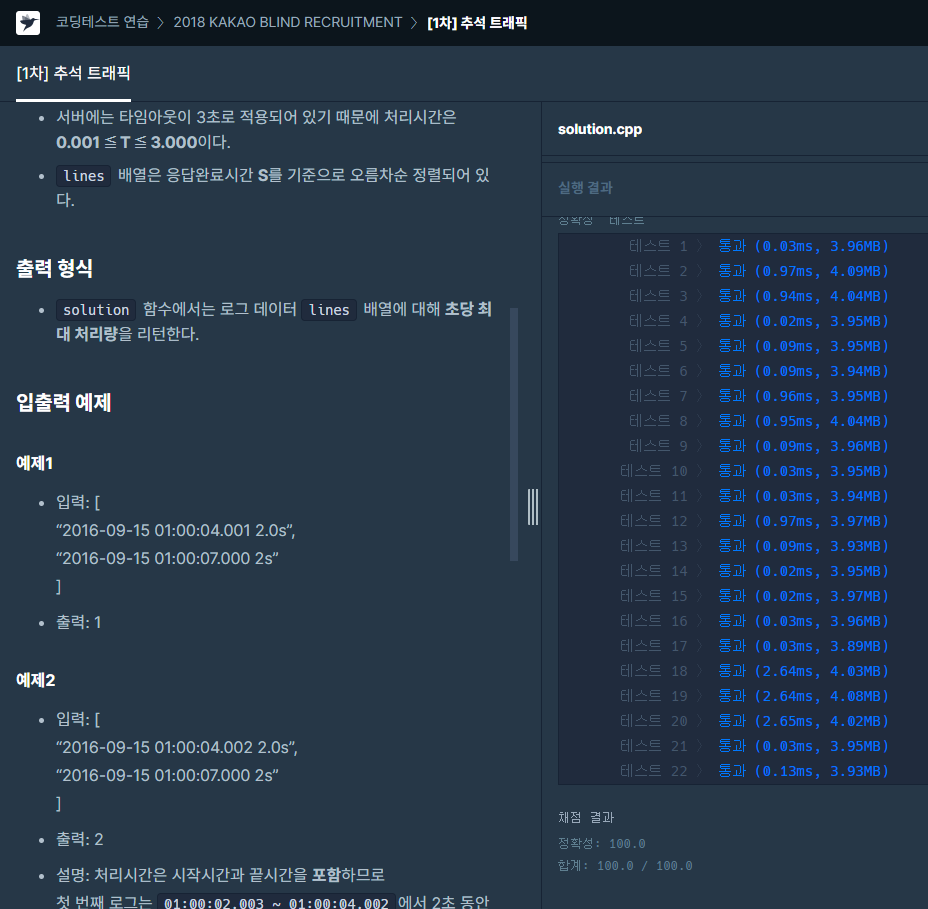 코딩테스트 연습 > 2018 KAKAO BLIND RECRUITMENT > [1차] 추석 트래픽
[1차] 추석 트래픽
• 서버에는 타임아웃이 3초로 적용되어 있기 때문에 처리시간은
0.001 ≦ T ≦ 3.000이다.
• lines 배열은 응답완료시간 S를 기준으로 오름차순 정렬되어 있
다.
출력 형식
• solution 함수에서는 로그 데이터 lines 배열에 대해 초당 최
대 처리량을 리턴한다.
입출력 예제
예제1
• 입력: [
“2016-09-15 01:00:04.001 2.0s”,
“2016-09-15 01:00:07.000 2s”
]
• 출력: 1
예제2
• 입력: [
“2016-09-15 01:00:04.002 2.0s”,
“2016-09-15 01:00:07.000 2s”
]
• 출력: 2
• 설명: 처리시간은 시작시간과 끝시간을 포함하므로
첫 번째 로그는 01:00:02.003 ~ 01:00:04.002 에서 2초 동안
solution.cpp
실행 결과
정확성 테스트
테스트 1 > 통과 (0.03ms, 3.96MB)
테스트 2 > 통과 (0.97ms, 4.09MB)
테스트 3 > 통과 (0.94ms, 4.04MB)
테스트 4 > 통과 (0.02ms, 3.95MB)
테스트 5 > 통과 (0.09ms, 3.95MB)
테스트 6 > 통과 (0.09ms, 3.94MB)
테스트 7 > 통과 (0.96ms, 3.95MB)
테스트 8 > 통과 (0.95ms, 4.04MB)
테스트 9 > 통과 (0.09ms, 3.96MB)
테스트 10 > 통과 (0.03ms, 3.95MB)
테스트 11 > 통과 (0.03ms, 3.94MB)
테스트 12 > 통과 (0.97ms, 3.97MB)
테스트 13 > 통과 (0.09ms, 3.93MB)
테스트 14 > 통과 (0.02ms, 3.95MB)
테스트 15 > 통과 (0.02ms, 3.97MB)
테스트 16 > 통과 (0.03ms, 3.96MB)
테스트 17 > 통과 (0.03ms, 3.89MB)
테스트 18 > 통과 (2.64ms, 4.03MB)
테스트 19 > 통과 (2.64ms, 4.08MB)
테스트 20 > 통과 (2.65ms, 4.02MB)
테스트 21 > 통과 (0.03ms, 3.95MB)
테스트 22 > 통과 (0.13ms, 3.93MB)
채점 결과
정확성: 100.0
합계: 100.0 / 100.0